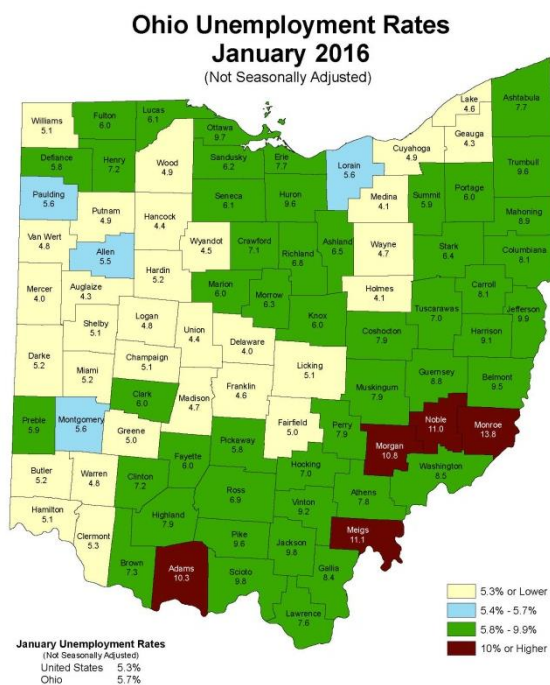 Ohio Unemployment Rates
January 2016
(Not Seasonally Adjusted)
Williams
5.1
Fulton
6.0
Lucas
6.1
Ottawa
9.7
Lake
4.6
Ashtabula
7.7
Geauga
4.3
Cuyahoga
4.9
Defiance
5.8
Henry
7.2
Wood
4.9
Sandusky
6.2
Erie
7.7
Lorain
5.6
Trumbull
9.6
Paulding
5.6
Putnam
4.9
Hancock
4.4
Seneca
6.1
Huron
9.6
Medina
4.1
Summit
5.9
Portage
6.0
Mahoning
8.9
Van Wert
4.8
Allen
5.5
Wyandot
4.5
Crawford
7.1
Richland
6.5
Ashland
6.5
Wayne
4.7
Stark
6.4
Columbiana
8.1
Mercer
4.0
Auglaize
4.3
Hardin
5.2
Marion
6.0
Morrow
6.3
Holmes
4.1
Carroll
8.1
Jefferson
9.9
Shelby
5.1
Logan
4.8
Union
4.4
Delaware
4.0
Knox
6.0
Coshocton
7.9
Tuscarawas
7.0
Harrison
9.1
Darke
5.2
Miami
5.2
Champaign
5.1
Licking
5.1
Muskingum
7.9
Guernsey
8.8
Belmont
9.5
Clark
6.0
Madison
4.7
Franklin
4.6
Fairfield
5.0
Perry
7.9
Morgan
10.8
Noble
11.0
Monroe
13.8
Preble
5.9
Montgomery
5.6
Greene
5.0
Fayette
6.0
Pickaway
5.8
Hocking
7.0
Athens
7.8
Washington
8.5
Butler
5.2
Warren
4.8
Clinton
7.2
Ross
6.9
Vinton
9.2
Meigs
11.1
Hamilton
5.1
Clermont
5.3
Highland
7.9
Pike
9.6
Jackson
9.8
Gallia
8.4
Brown
7.3
Adams
10.3
Scioto
9.8
Lawrence
7.6
5.3% or Lower
5.4% - 5.7%
5.8% - 9.9%
10% or Higher
January Unemployment Rates
(Not Seasonally Adjusted)
United States 5.3%
Ohio 5.7%